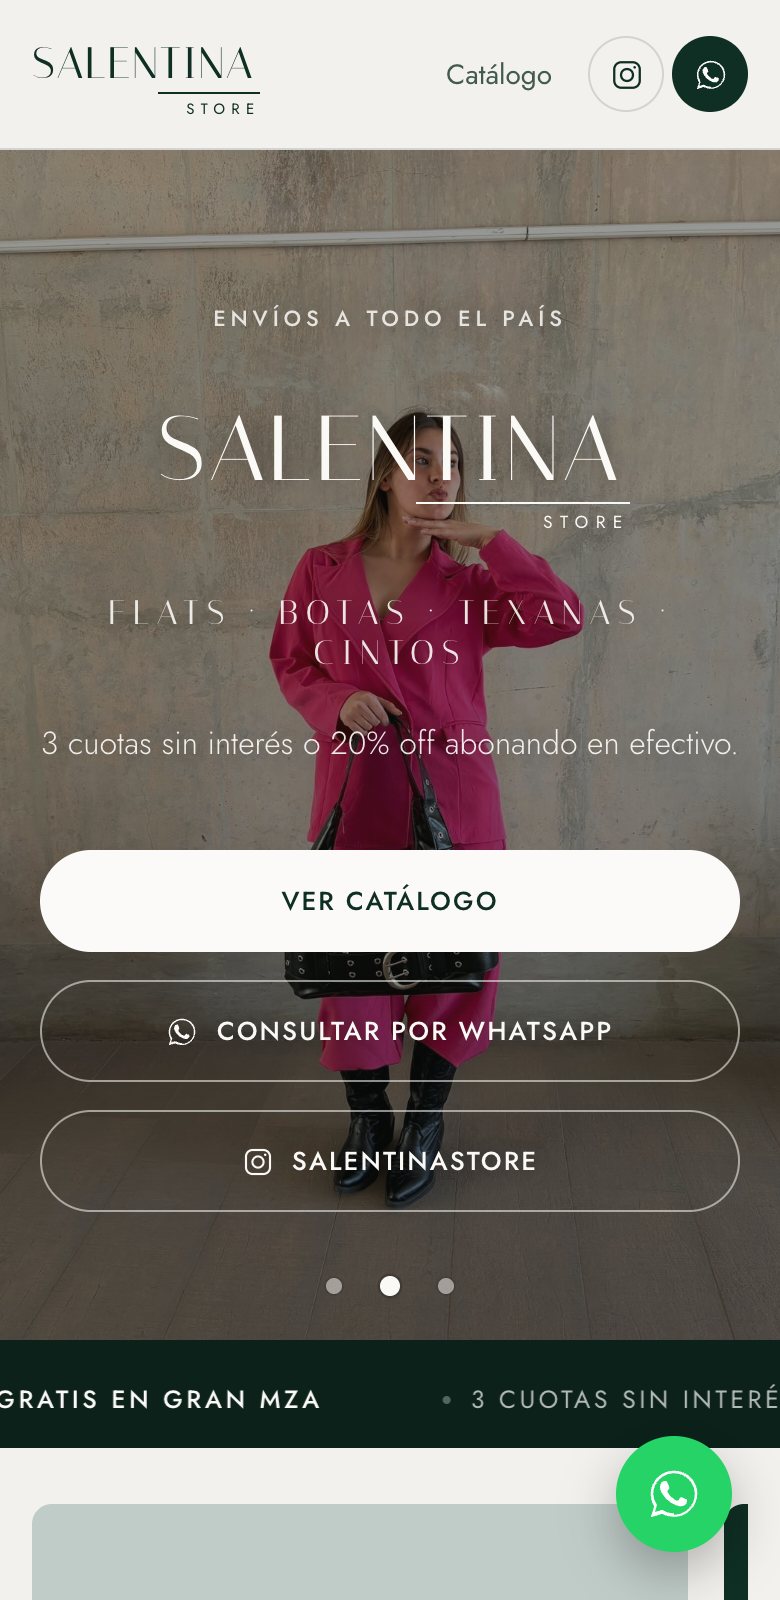 SALENTINA
STORE
Catálogo
ENVÍOS A TODO EL PAÍS
SALENTINA
STORE
FLATS · BOTAS · TEXANAS ·
CINTOS
3 cuotas sin interés o 20% off abonando en efectivo.
VER CATÁLOGO
CONSULTAR POR WHATSAPP
SALENTINASTORE
GRATIS EN GRAN MZA • 3 CUOTAS SIN INTERÉ